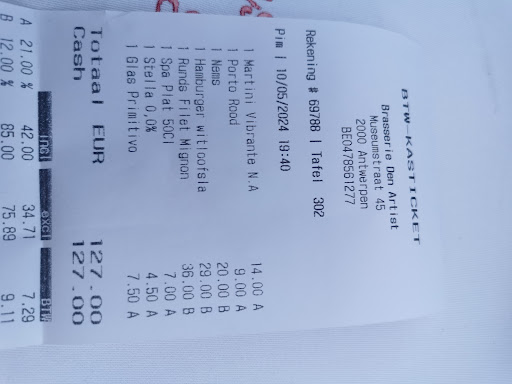 BTW-KASTICKET
Brasserie Den Artist
Museumstraat 45
2000 Antwerpen
BE0478561277
Rekening # 69788 | Tafel 302
Pim | 10/05/2024 19:40
1 Martini Vibrante N.A 14.00 A
1 Porto Rood 9.00 A
1 Nems 20.00 B
1 Hamburger witloofsla 29.00 B
1 Runds Filet Mignon 36.00 B
1 Spa Plat 50Cl 7.00 A
1 Stella 0,0% 4.50 A
1 Glas Primitivo 7.50 A
Totaal EUR 127.00
Cash 127.00
incl excl BTW
A 21.00 % 42.00 34.71 7.29
B 12.00 % 85.00 75.89 9.11